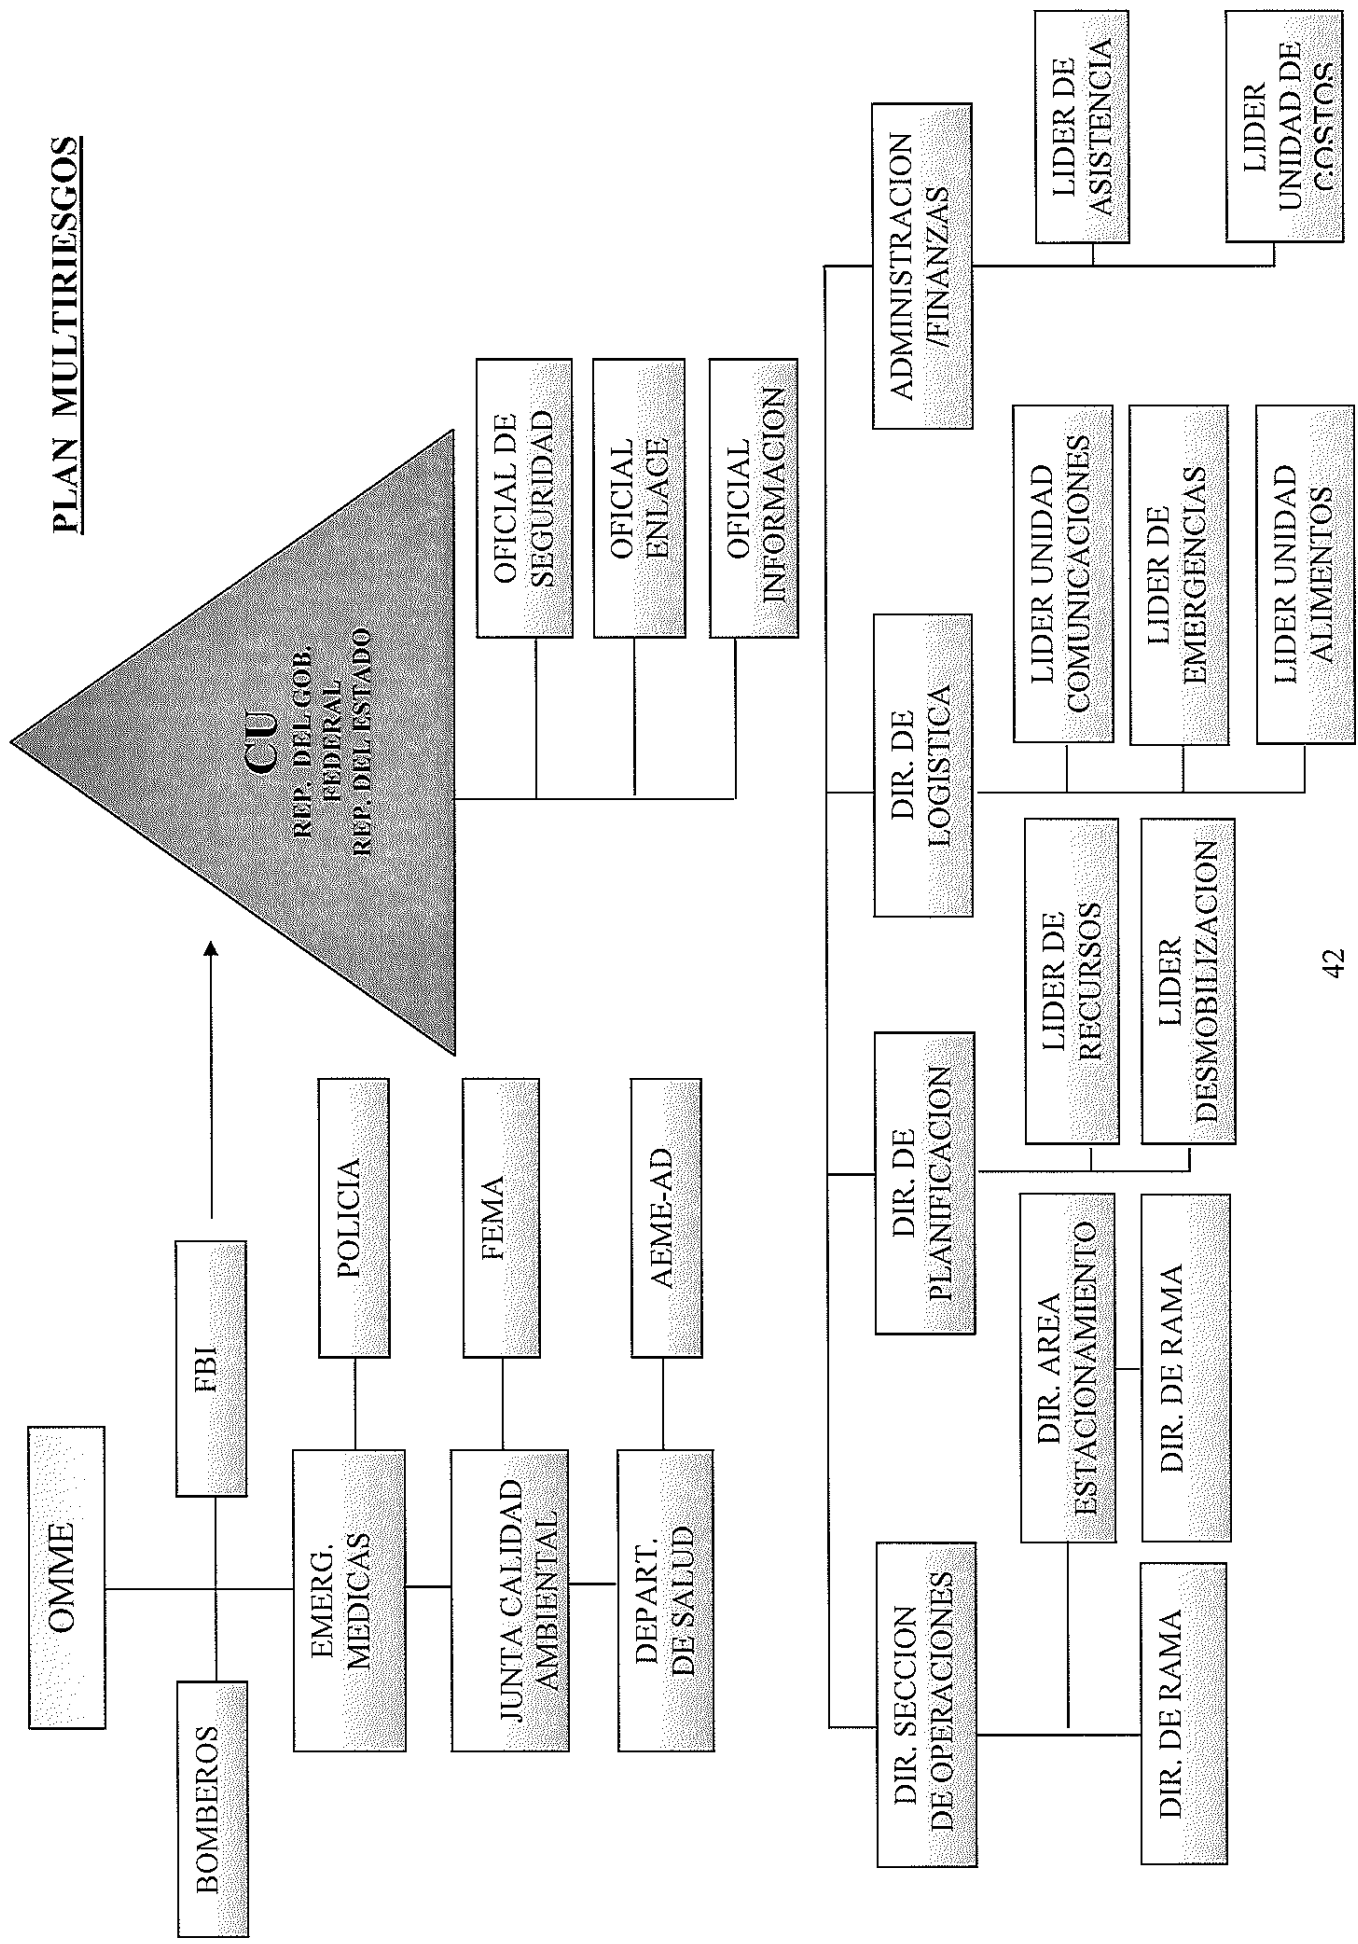 PLAN MULTIRIESGOS
OMME
BOMBEROS
FBI
EMERG.
MEDICAS
POLICIA
JUNTA CALIDAD
AMBIENTAL
FEMA
DEPART.
DE SALUD
AEME-AD
CU
REP. DEL GOB.
FEDERAL
REP. DEL ESTADO
OFICIAL DE
SEGURIDAD
OFICIAL
ENLACE
OFICIAL
INFORMACION
DIR. SECCION
DE OPERACIONES
DIR. AREA
ESTACIONAMIENTO
DIR. DE RAMA
DIR. DE RAMA
DIR. DE
PLANIFICACION
LIDER DE
RECURSOS
LIDER
DESMOBILIZACION
DIR. DE
LOGISTICA
LIDER UNIDAD
COMUNICACIONES
LIDER DE
EMERGENCIAS
LIDER UNIDAD
ALIMENTOS
ADMINISTRACION
/FINANZAS
LIDER DE
ASISTENCIA
LIDER
UNIDAD DE
COSTOS
42